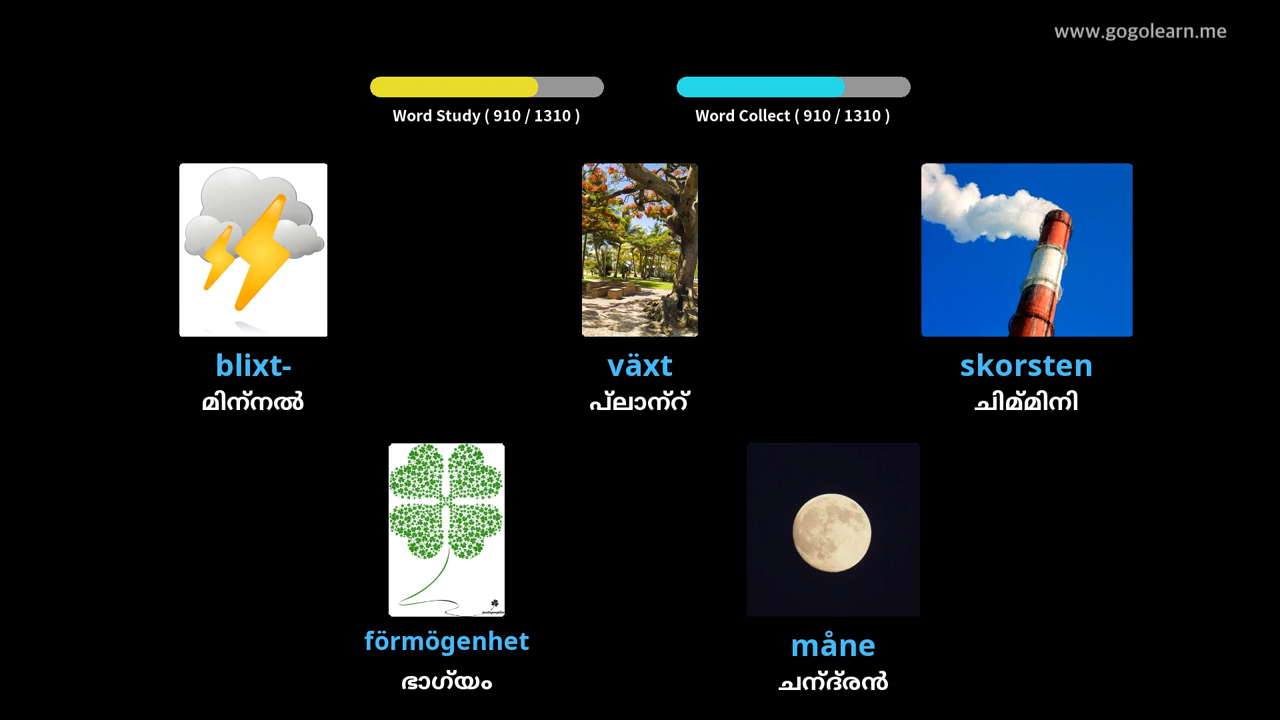 www.gogolearn.me
Word Study ( 910 / 1310 )
Word Collect ( 910 / 1310 )
blixt-
växt
skorsten
മിന്നൽ
പ്ലാന്റ്
ചിമ്മിനി
förmögenhet
måne
ഭാഗ്യം
ചന്ദ്രൻ